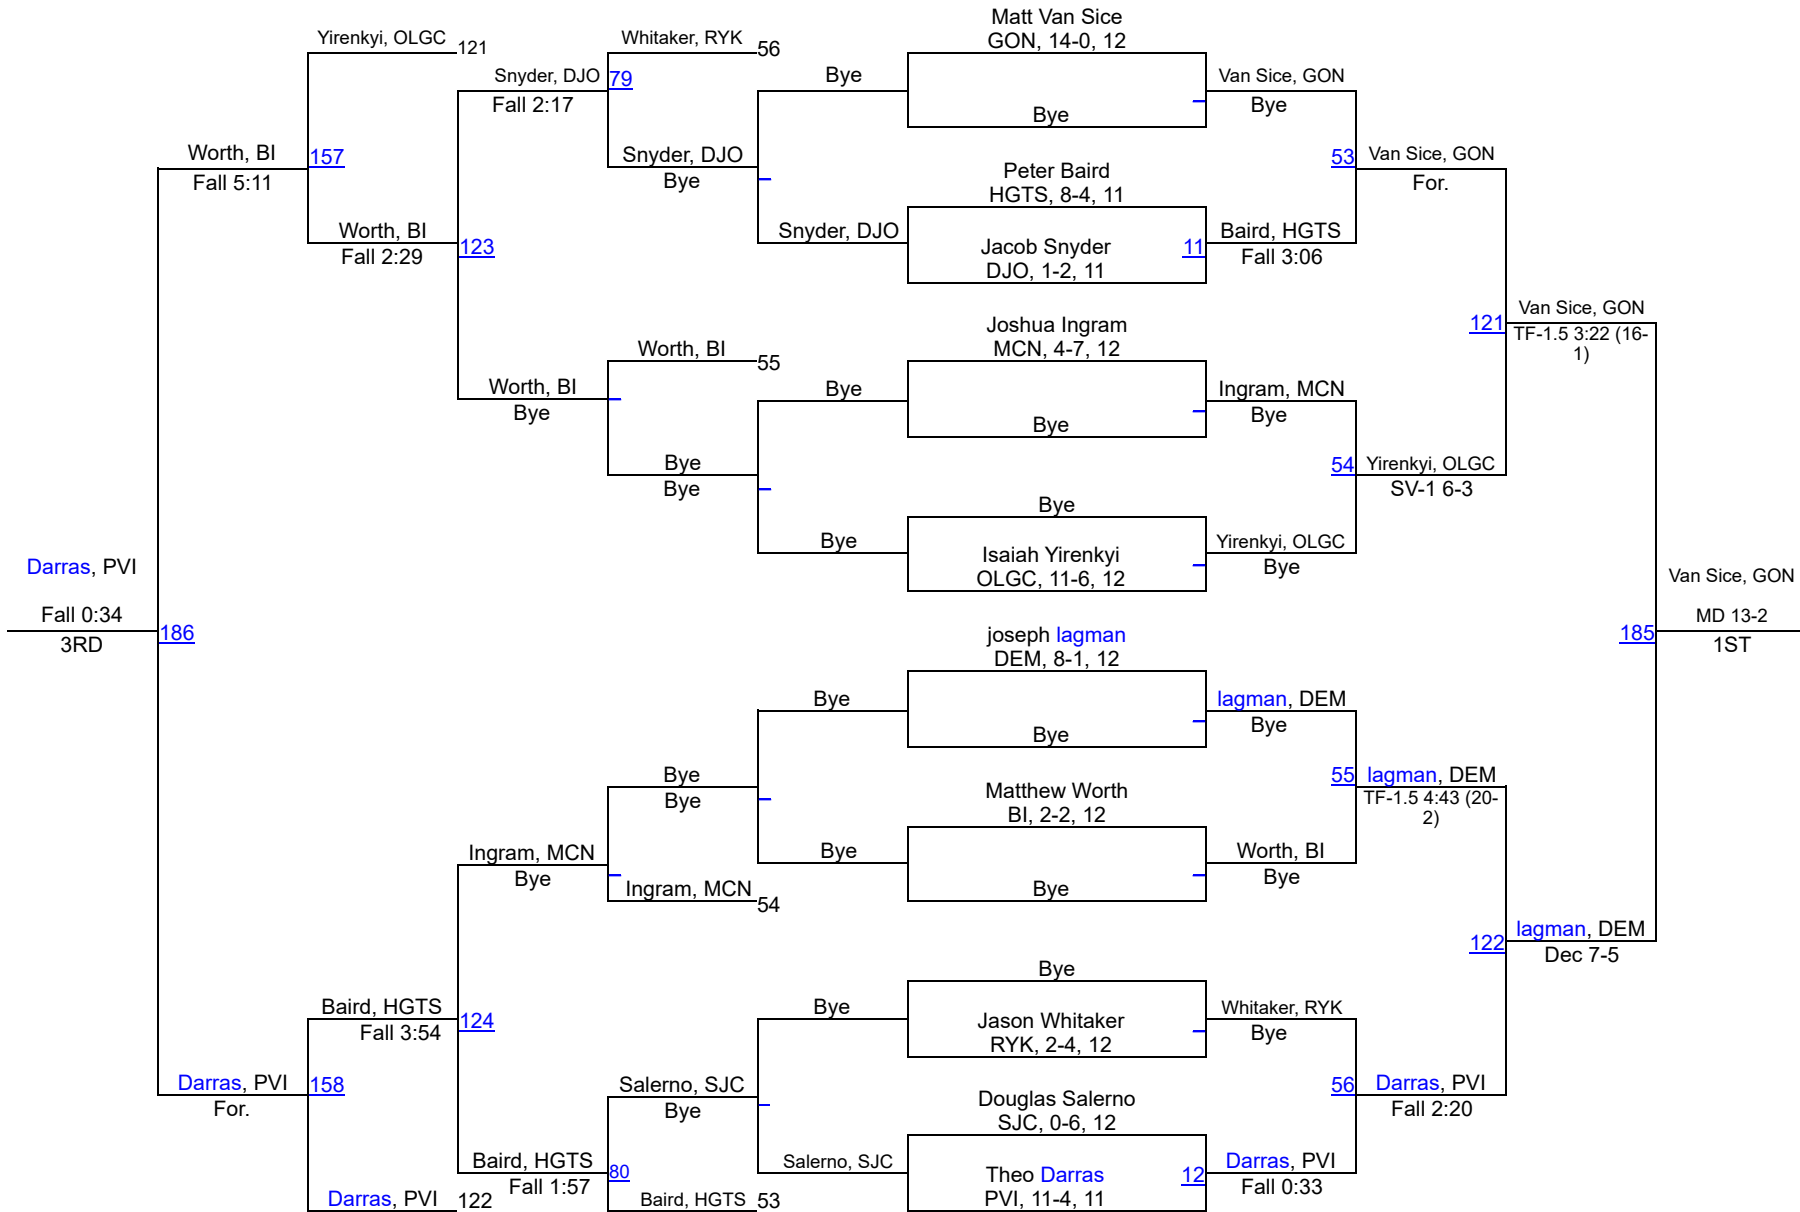 Matt Van Sice
GON, 14-0, 12
Yirenkyi, OLGC
121
Whitaker, RYK
56
Snyder, DJO
79
Fall 2:17
Bye
Van Sice, GON
Bye
Bye
Worth, BI
157
Fall 5:11
Snyder, DJO
Bye
Peter Baird
HGTS, 8-4, 11
53
Van Sice, GON
For.
Worth, BI
123
Fall 2:29
Snyder, DJO
Jacob Snyder
DJO, 1-2, 11
11
Baird, HGTS
Fall 3:06
Joshua Ingram
MCN, 4-7, 12
121
Van Sice, GON
TF-1.5 3:22 (16-
1)
Worth, BI
55
Worth, BI
Bye
Bye
Bye
Ingram, MCN
Bye
Bye
Bye
54
Yirenkyi, OLGC
SV-1 6-3
Bye
Bye
Isaiah Yirenkyi
OLGC, 11-6, 12
Yirenkyi, OLGC
Bye
Darras, PVI
Fall 0:34
3RD
186
joseph lagman
DEM, 8-1, 12
185
Van Sice, GON
MD 13-2
1ST
Bye
Bye
lagman, DEM
Bye
Bye
Bye
Matthew Worth
BI, 2-2, 12
55
lagman, DEM
TF-1.5 4:43 (20-
2)
Ingram, MCN
Bye
Bye
Bye
Worth, BI
Bye
Ingram, MCN
54
122
lagman, DEM
Dec 7-5
Bye
Baird, HGTS
124
Fall 3:54
Bye
Jason Whitaker
RYK, 2-4, 12
Whitaker, RYK
Bye
Darras, PVI
158
For.
Salerno, SJC
Bye
Douglas Salerno
SJC, 0-6, 12
56
Darras, PVI
Fall 2:20
Baird, HGTS
80
Fall 1:57
Salerno, SJC
Theo Darras
PVI, 11-4, 11
12
Darras, PVI
Fall 0:33
Darras, PVI
122
Baird, HGTS
53